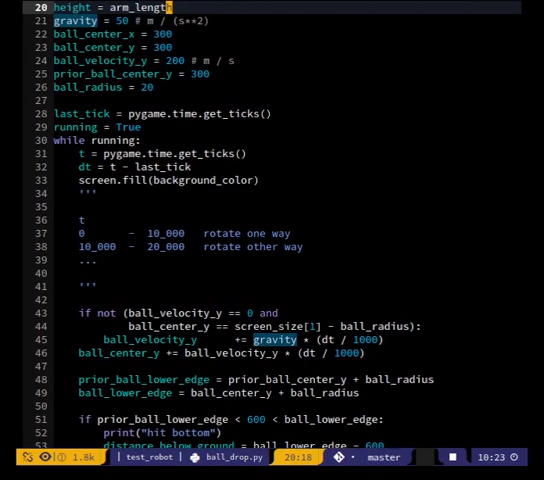 20 height = arm_length
21 gravity = 50 # m / (s**2)
22 ball_center_x = 300
23 ball_center_y = 300
24 ball_velocity_y = 200 # m / s
25 prior_ball_center_y = 300
26 ball_radius = 20
27
28 last_tick = pygame.time.get_ticks()
29 running = True
30 while running:
31     t = pygame.time.get_ticks()
32     dt = t - last_tick
33     screen.fill(background_color)
34     '''
35
36     t
37     0       -  10_000   rotate one way
38     10_000  -  20_000   rotate other way
39     ...
40
41     '''
42
43     if not (ball_velocity_y == 0 and
44             ball_center_y == screen_size[1] - ball_radius):
45         ball_velocity_y      += gravity * (dt / 1000)
46     ball_center_y += ball_velocity_y * (dt / 1000)
47
48     prior_ball_lower_edge = prior_ball_center_y + ball_radius
49     ball_lower_edge = ball_center_y + ball_radius
50
51     if prior_ball_lower_edge < 600 < ball_lower_edge:
52         print("hit bottom")
53         distance_below_ground = ball_lower_edge - 600
1.8k | test_robot ball_drop.py 20:18 master 10:23